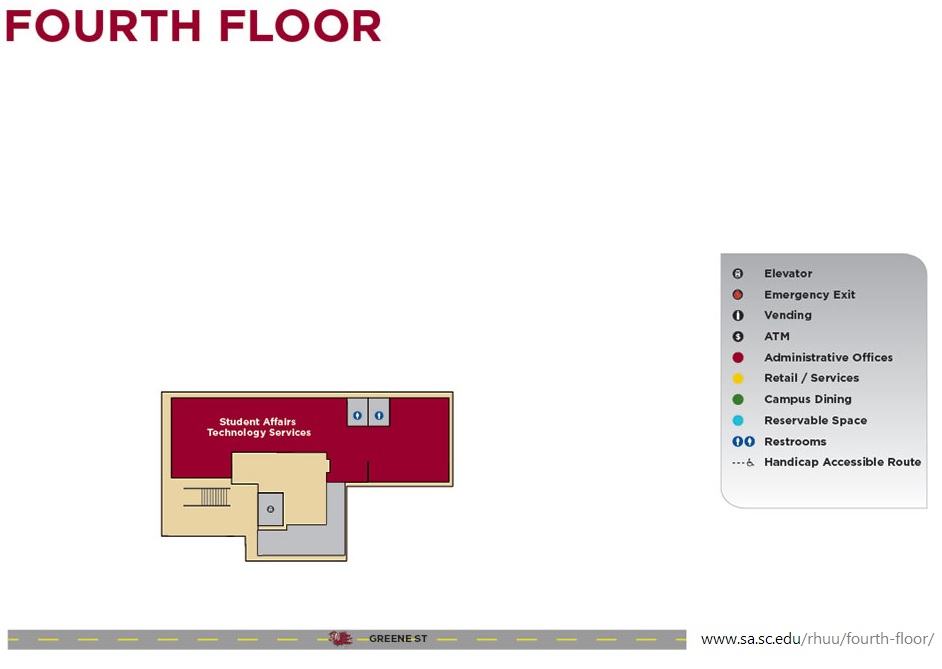 FOURTH FLOOR
Elevator
Emergency Exit
Vending
$ ATM
Administrative Offices
Retail / Services
Campus Dining
Reservable Space
Restrooms
Handicap Accessible Route
Student Affairs
Technology Services
GREENE ST
www.sa.sc.edu/rhuu/fourth-floor/